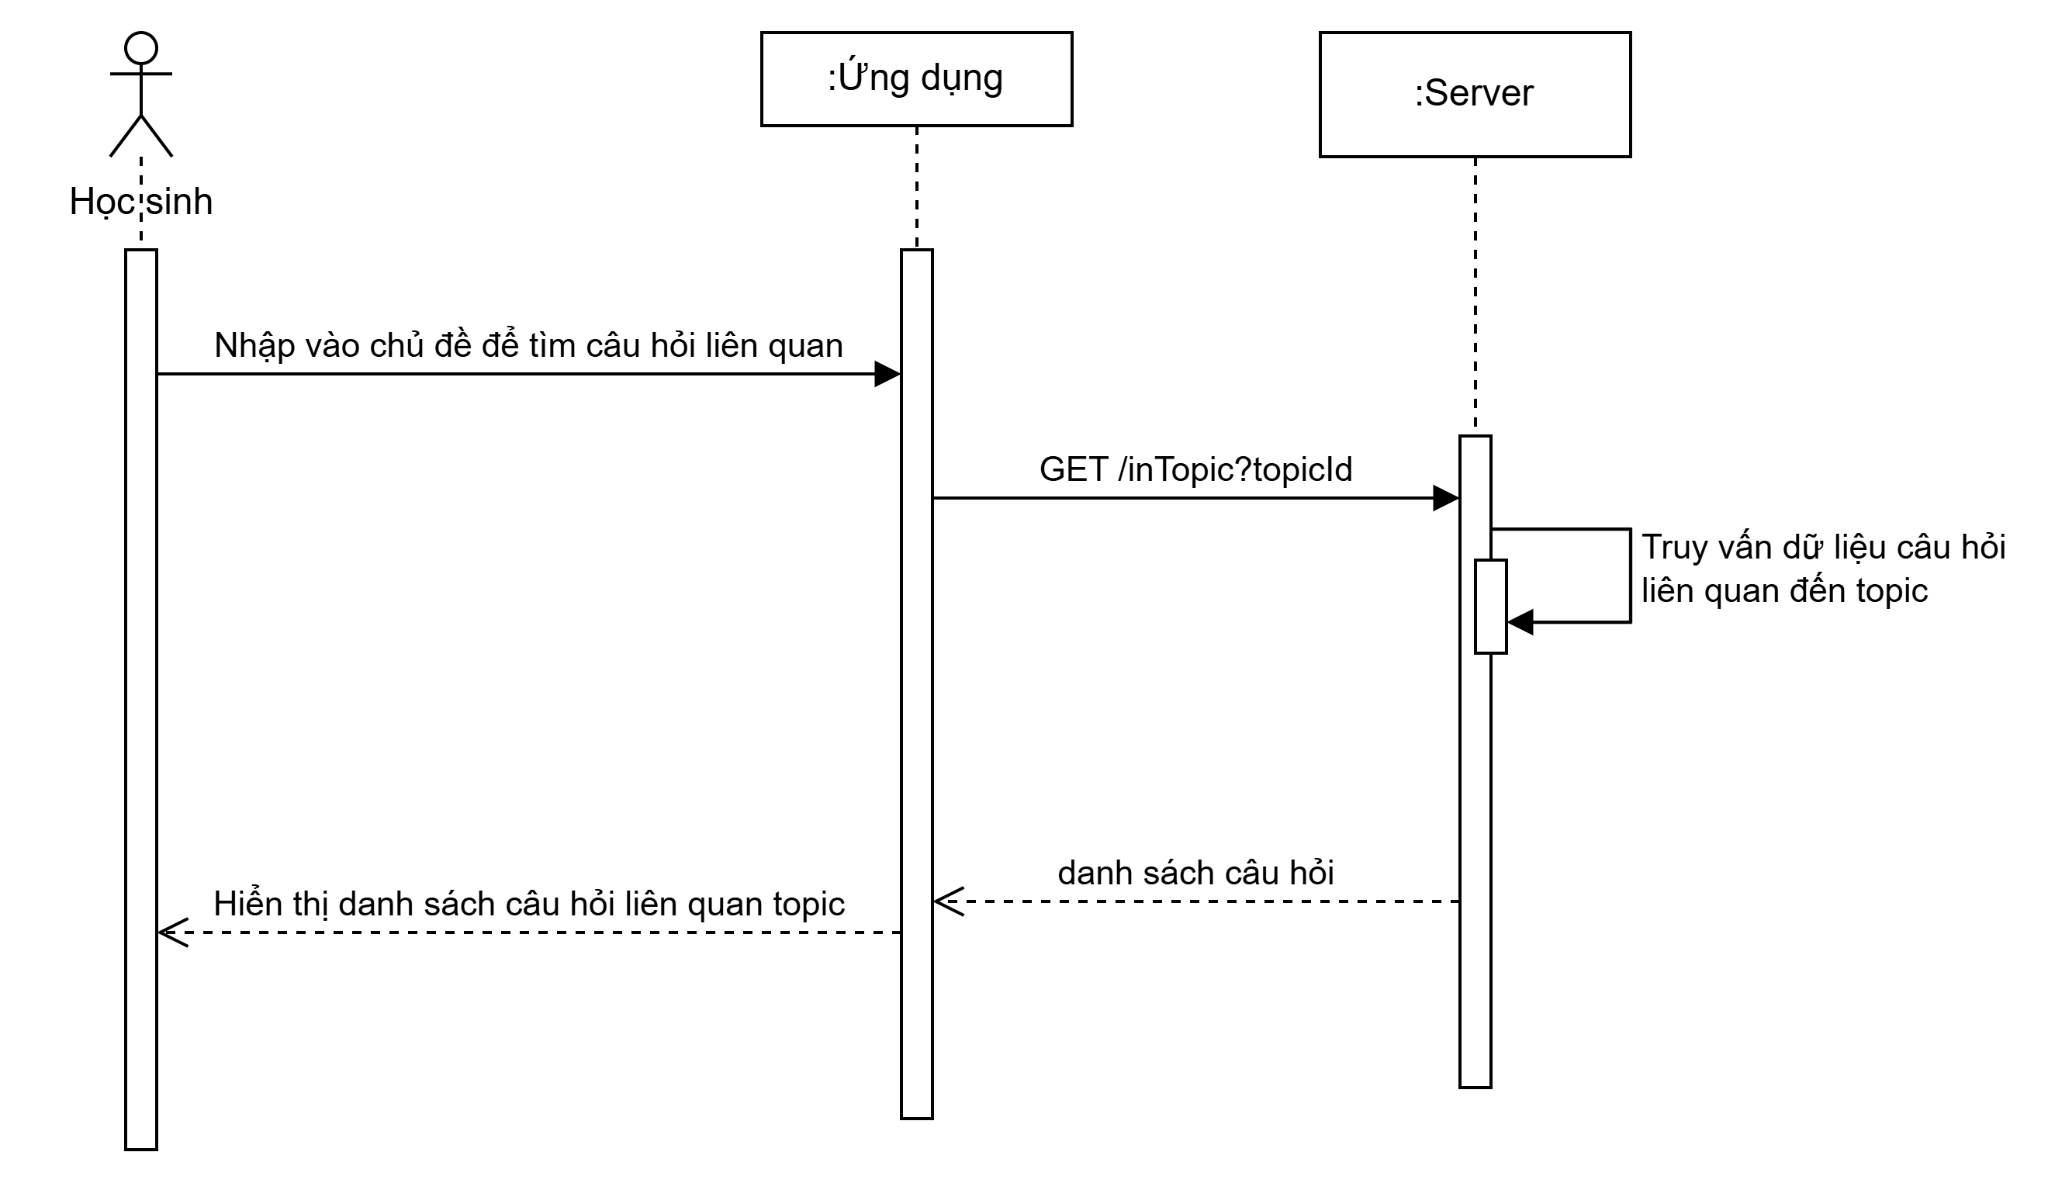 :Ứng dụng
:Server
Học sinh
Nhập vào chủ đề để tìm câu hỏi liên quan
GET /inTopic?topicId
Truy vấn dữ liệu câu hỏi
liên quan đến topic
danh sách câu hỏi
Hiển thị danh sách câu hỏi liên quan topic